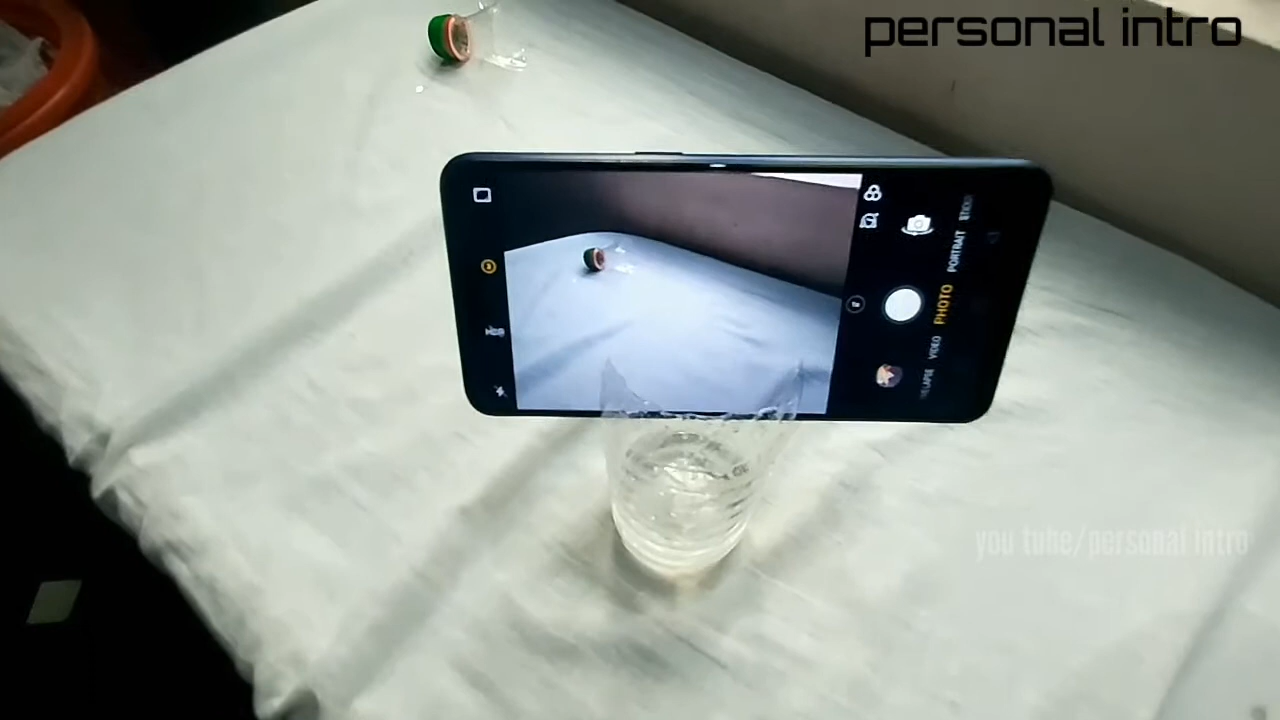 personal intro
PORTRAIT
PHOTO
VIDEO
you tube/personal intro